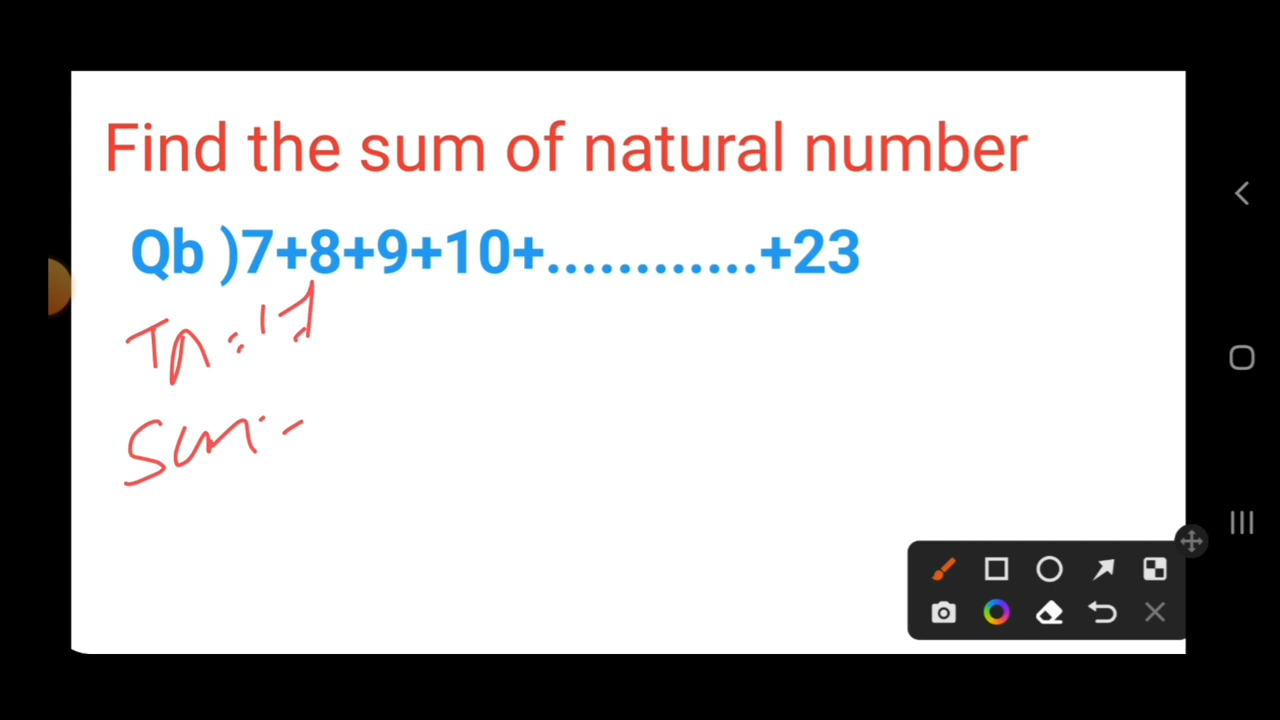 Find the sum of natural number
Qb )7+8+9+10+............+23
Tn = 17
Sum =